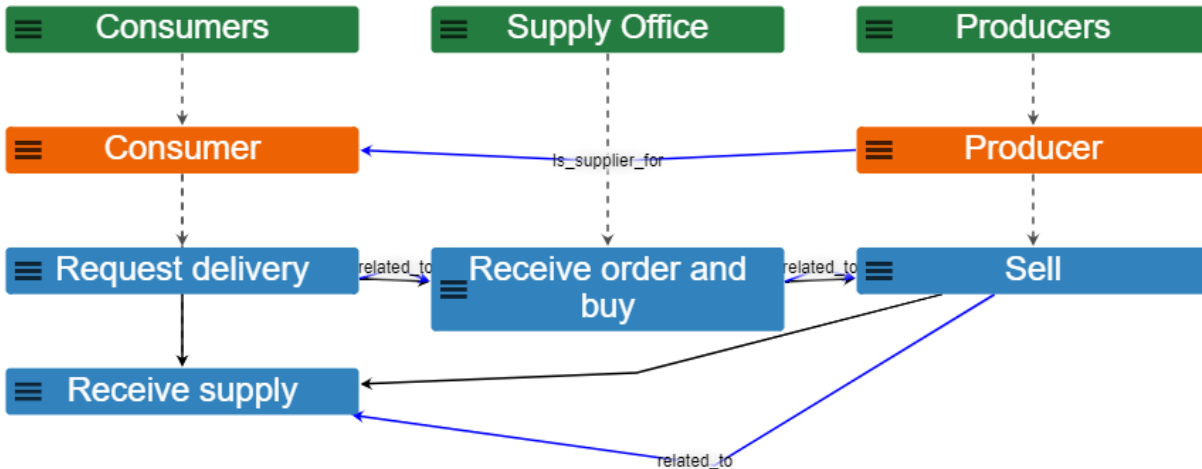 Consumers
Supply Office
Producers
Consumer
Is_supplier_for
Producer
Request delivery
related_to
Receive order and
buy
related_to
Sell
Receive supply
related_to